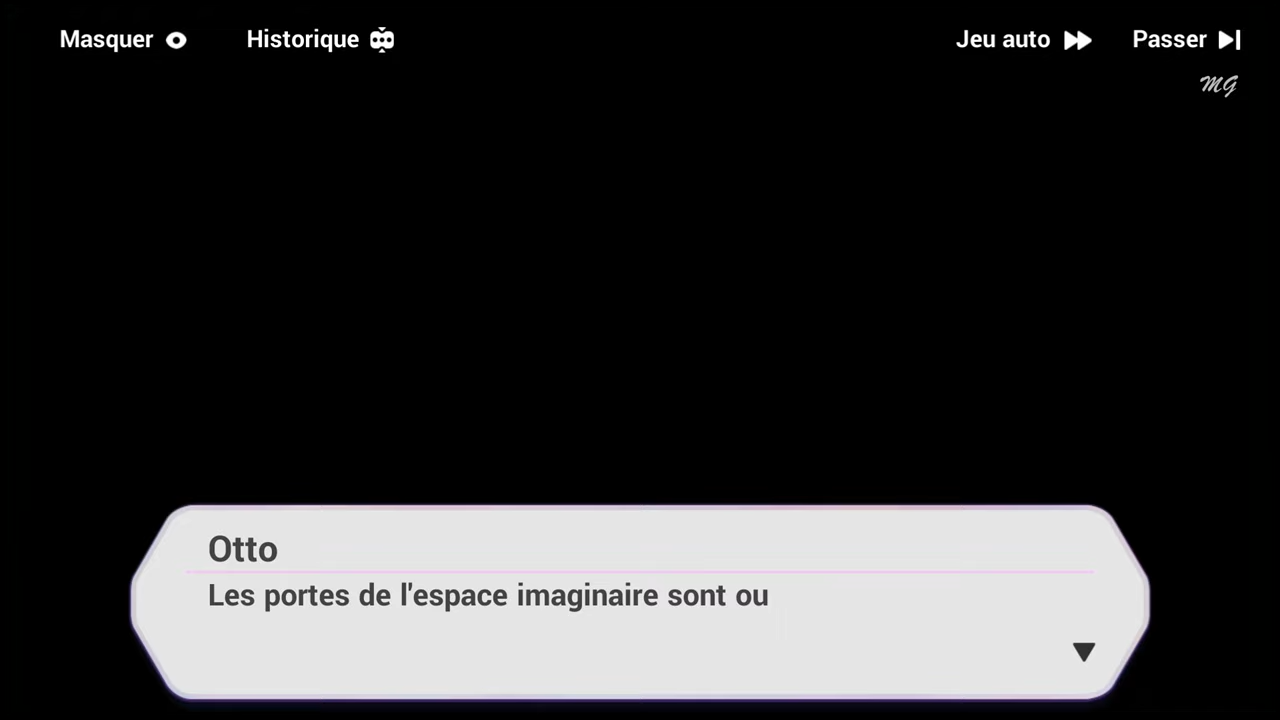 Masquer Historique Jeu auto Passer
MG
Otto
Les portes de l'espace imaginaire sont ou